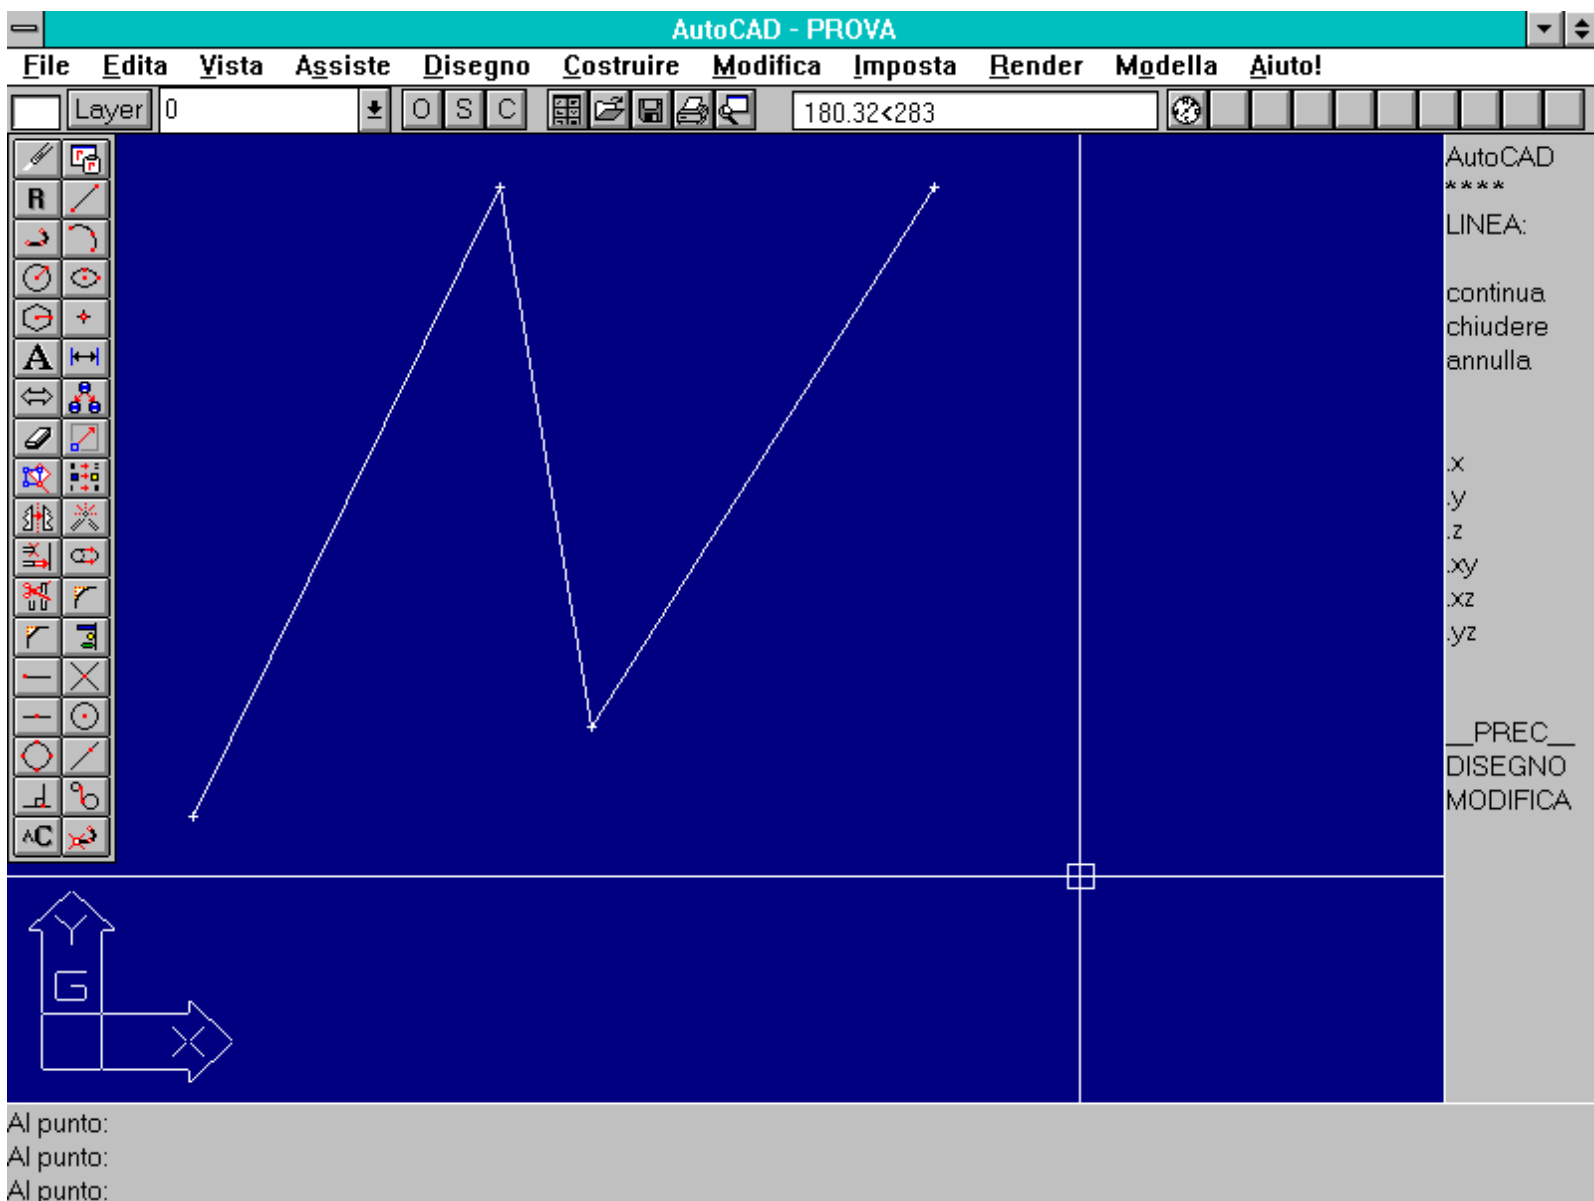 AutoCAD - PROVA
File Edita Vista Assiste Disegno Costruire Modifica Imposta Render Modella Aiuto!
Layer 0 O S C 180.32<283
R
A
^C
AutoCAD
****
LINEA:
continua
chiudere
annulla
.x
.y
.z
.xy
.xz
.yz
__PREC__
DISEGNO
MODIFICA
Y
G
X
Al punto:
Al punto:
Al punto: